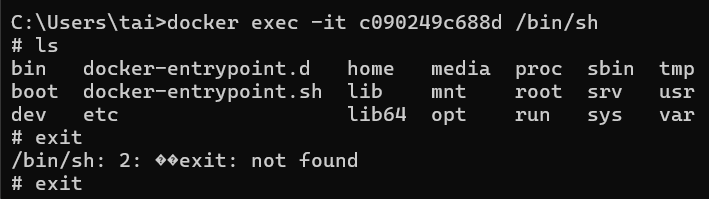 C:\Users\tai>docker exec -it c090249c688d /bin/sh
# ls
bin   docker-entrypoint.d   home   media  proc  sbin  tmp
boot  docker-entrypoint.sh  lib    mnt    root  srv   usr
dev   etc                   lib64  opt    run   sys   var
# exit
/bin/sh: 2: ��exit: not found
# exit